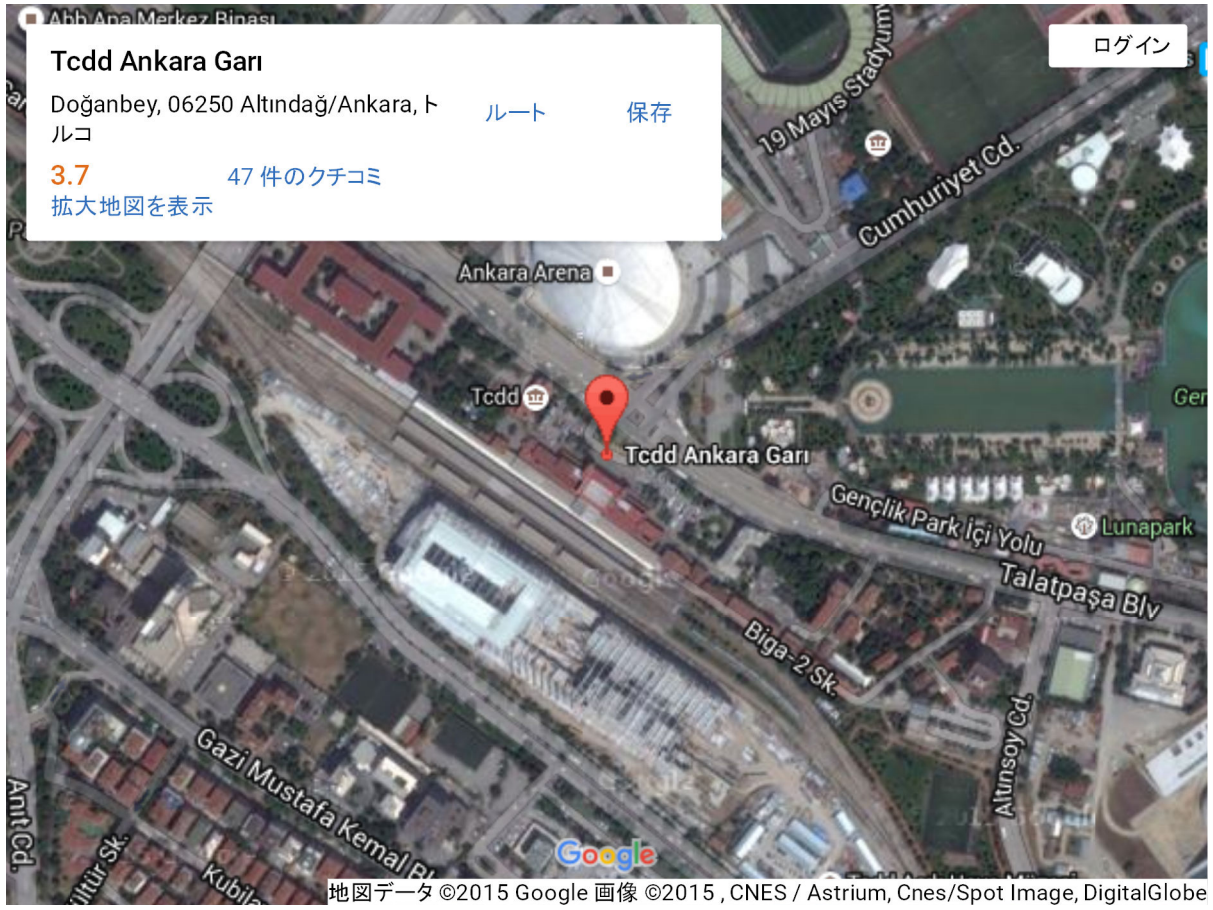 Abb Ana Merkez Binası
Tcdd Ankara Garı
Doğanbey, 06250 Altındağ/Ankara, ト
ルコ
ルート
保存
3.7
47 件のクチコミ
拡大地図を表示
ログイン
19 Mayıs Stadyumu
Cumhuriyet Cd.
Ankara Arena
Tcdd
Tcdd Ankara Garı
Gençlik Park İçi Yolu
Lunapark
Talatpaşa Blv
Biga-2 Sk.
Altunsoy Cd.
Gazi Mustafa Kemal Bl
Anıt Cd.
Kubila
Google
地図データ ©2015 Google 画像 ©2015 , CNES / Astrium, Cnes/Spot Image, DigitalGlobe